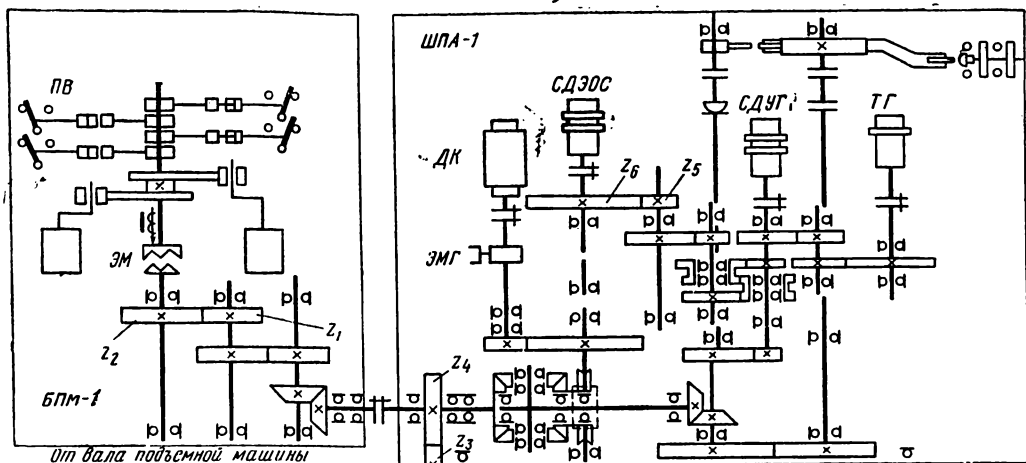 ШПА-1
ПВ
СДЭОС
СДУГ
ТГ
ДК
Z6
Z5
ЭМ
ЭМГ
Z1
Z2
Z4
БПМ-1
Z3
От вала подъемной машины